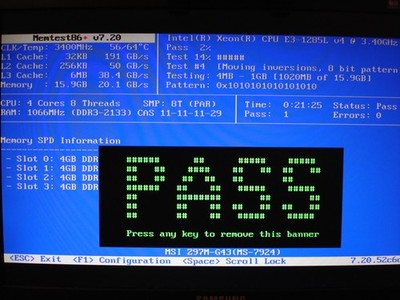 Memtest86+ v7.20
Intel(R) Xeon(R) CPU E3-1285L v4 @ 3.40GHz
CLK/Temp: 3400MHz 56/64°C
Pass 2%
L1 Cache: 32KB 191 GB/s
Test 14% #####
L2 Cache: 256KB 50 GB/s
Test #4 [Moving inversions, 8 bit pattern
L3 Cache: 6MB 38.4 GB/s
Testing: 4MB - 1GB [1020MB of 15.9GB]
Memory : 15.9GB 20.1 GB/s
Pattern: 0x1010101010101010
CPU: 4 Cores 8 Threads SMP: 8T (PAR)
Time: 0:21:25 Status: Pass
RAM: 1066MHz (DDR3-2133) CAS 11-11-11-29
Pass: 1 Errors: 0
Memory SPD Information
- Slot 0: 4GB DDR
- Slot 1: 4GB DDR
- Slot 2: 4GB DDR
- Slot 3: 4GB DDR
PASS
Press any key to remove this banner
MSI Z97M-G43(MS-7924)
<ESC> Exit <F1> Configuration <Space> Scroll Lock
7.20.52c6
SAMSUNG